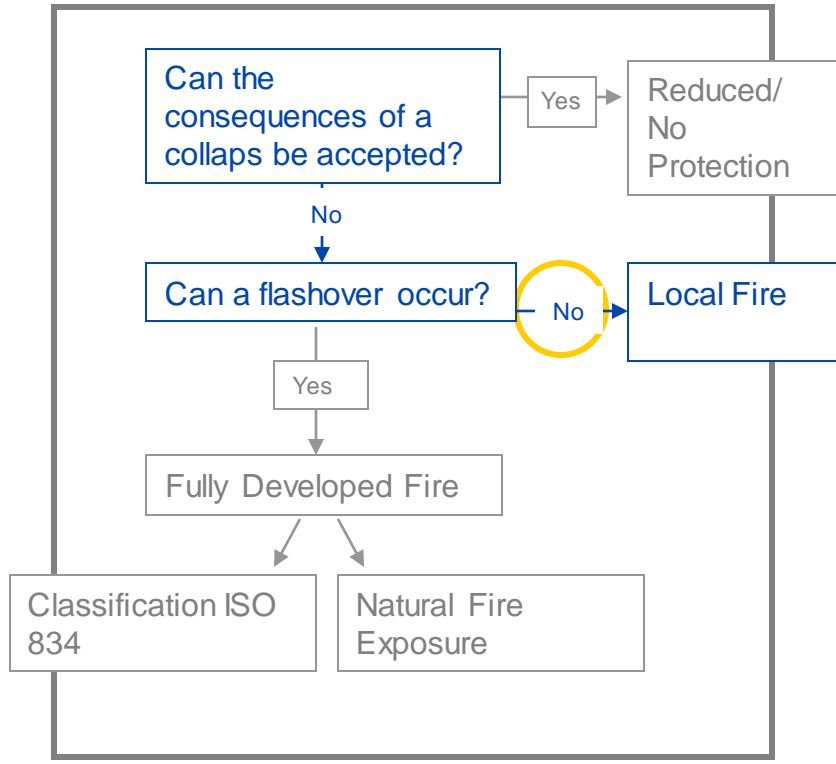 Can the
consequences of a
collaps be accepted?
Yes
Reduced/
No
Protection
No
Can a flashover occur?
No
Local Fire
Yes
Fully Developed Fire
Classification ISO
834
Natural Fire
Exposure